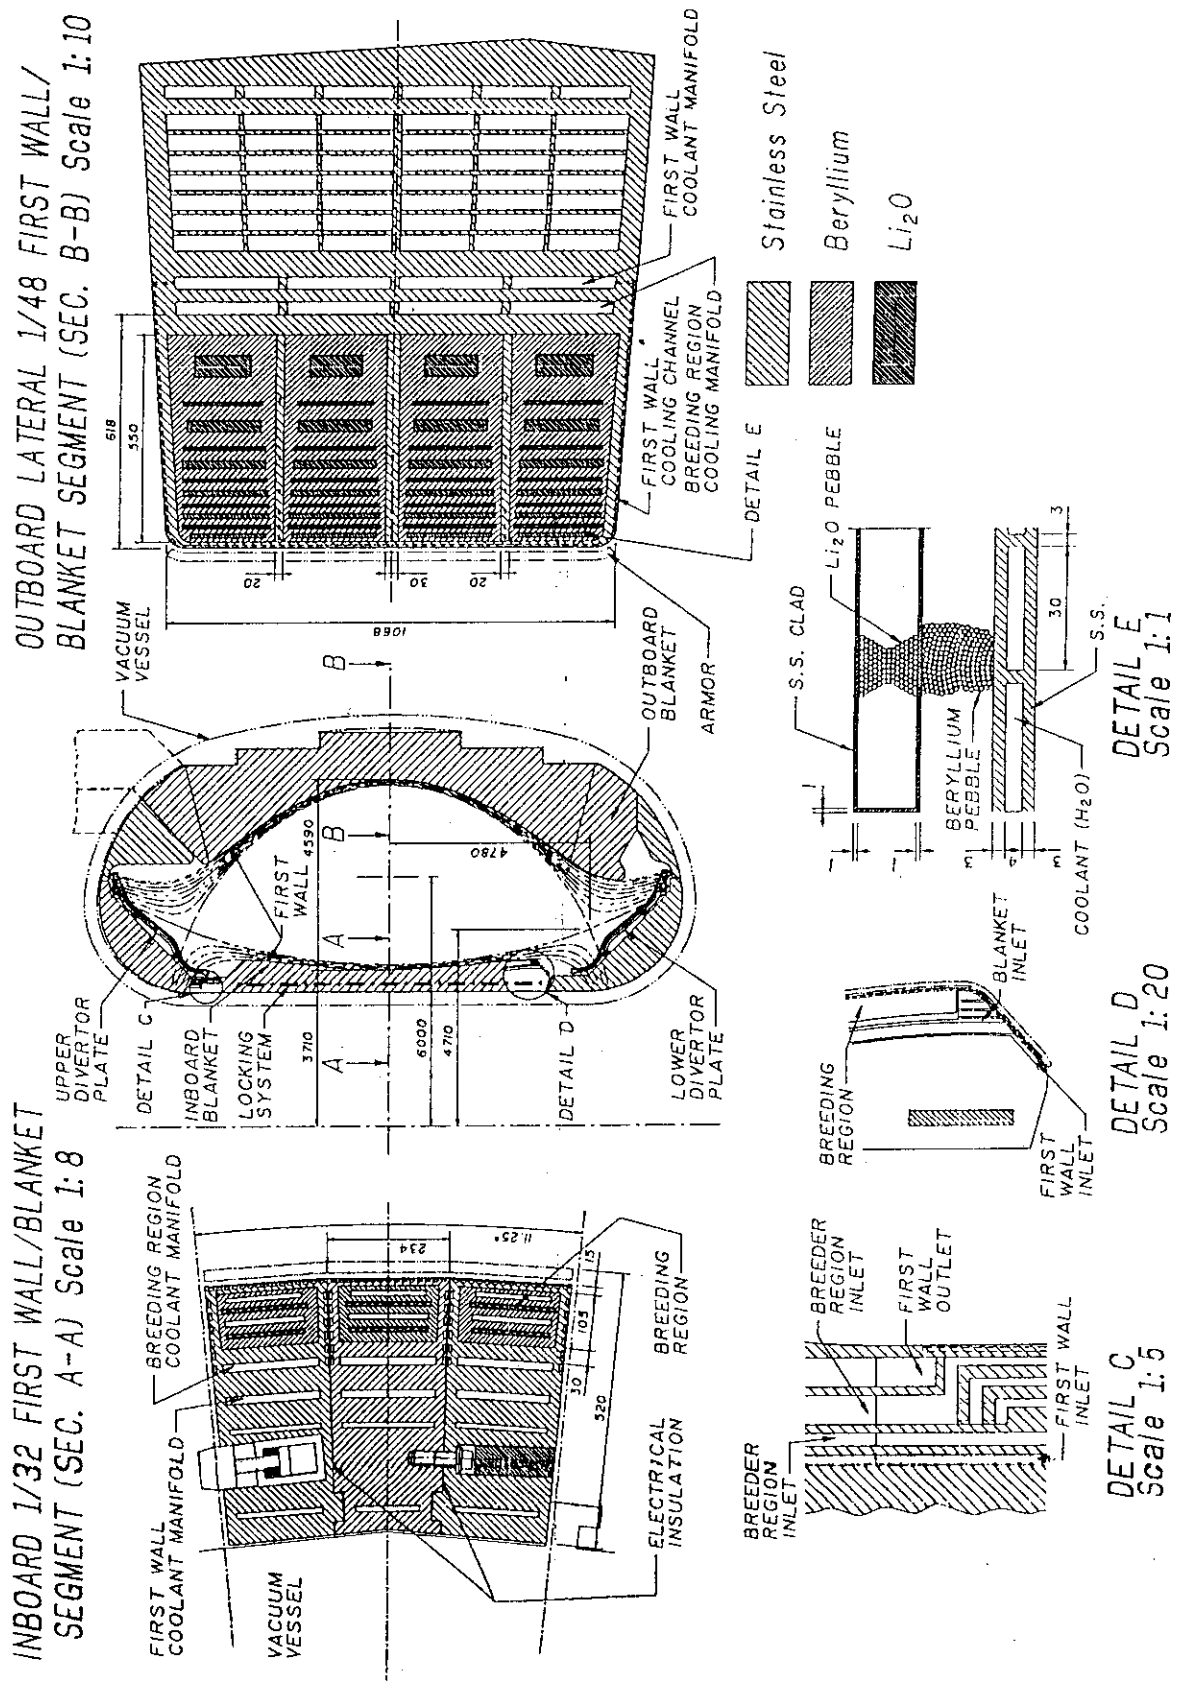 INBOARD 1/32 FIRST WALL/BLANKET
SEGMENT (SEC. A-A) Scale 1:8
FIRST WALL
COOLANT MANIFOLD
BREEDING REGION
COOLANT MANIFOLD
VACUUM
VESSEL
234
11.25°
15
105
30
520
BREEDING
REGION
ELECTRICAL
INSULATION
UPPER
DIVERTOR
PLATE
DETAIL C
INBOARD
BLANKET
LOCKING
SYSTEM
FIRST
WALL
VACUUM
VESSEL
3710
4590
A
A
B
B
6000
4710
4780
DETAIL D
LOWER
DIVERTOR
PLATE
OUTBOARD
BLANKET
ARMOR
OUTBOARD LATERAL 1/48 FIRST WALL/
BLANKET SEGMENT (SEC. B-B) Scale 1:10
618
550
20
30
20
1068
FIRST WALL
COOLANT MANIFOLD
FIRST WALL
COOLING CHANNEL
BREEDING REGION
COOLING MANIFOLD
DETAIL E
Stainless Steel
Beryllium
Li₂O
BREEDER
REGION
INLET
BREEDER
REGION
INLET
FIRST
WALL
OUTLET
FIRST WALL
INLET
DETAIL C
Scale 1:5
BREEDING
REGION
FIRST
WALL
INLET
BLANKET
INLET
DETAIL D
Scale 1:20
S.S. CLAD
Li₂O PEBBLE
BERYLLIUM
PEBBLE
COOLANT (H₂O)
S.S.
1
1
1
3
4
3
30
3
DETAIL E
Scale 1:1